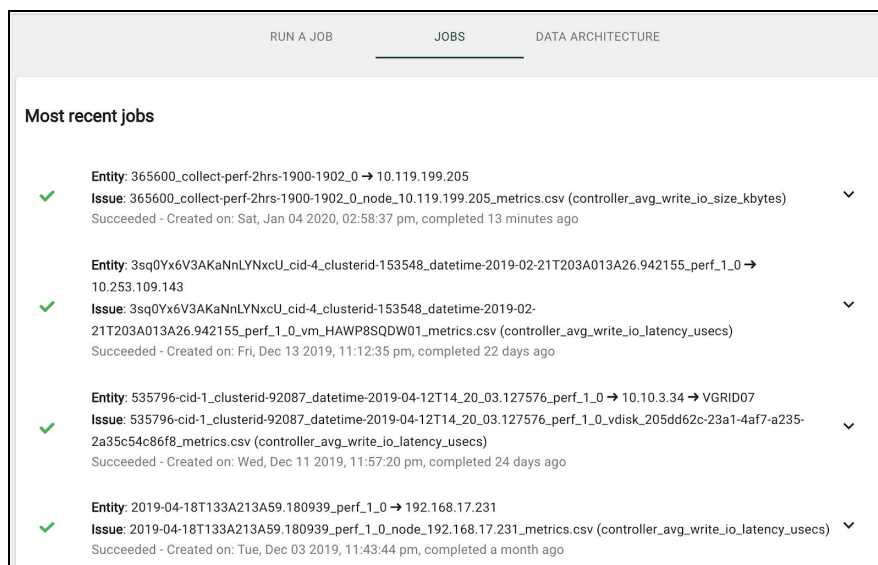 RUN A JOB JOBS DATA ARCHITECTURE
Most recent jobs
Entity: 365600_collect-perf-2hrs-1900-1902_0 → 10.119.199.205
Issue: 365600_collect-perf-2hrs-1900-1902_0_node_10.119.199.205_metrics.csv (controller_avg_write_io_size_kbytes)
Succeeded - Created on: Sat, Jan 04 2020, 02:58:37 pm, completed 13 minutes ago
Entity: 3sq0Yx6V3AKaNnLYNxcU_cid-4_clusterid-153548_datetime-2019-02-21T203A013A26.942155_perf_1_0 →
10.253.109.143
Issue: 3sq0Yx6V3AKaNnLYNxcU_cid-4_clusterid-153548_datetime-2019-02-
21T203A013A26.942155_perf_1_0_vm_HAWP8SQDW01_metrics.csv (controller_avg_write_io_latency_usecs)
Succeeded - Created on: Fri, Dec 13 2019, 11:12:35 pm, completed 22 days ago
Entity: 535796-cid-1_clusterid-92087_datetime-2019-04-12T14_20_03.127576_perf_1_0 → 10.10.3.34 → VGRID07
Issue: 535796-cid-1_clusterid-92087_datetime-2019-04-12T14_20_03.127576_perf_1_0_vdisk_205dd62c-23a1-4af7-a235-
2a35c54c86f8_metrics.csv (controller_avg_write_io_latency_usecs)
Succeeded - Created on: Wed, Dec 11 2019, 11:57:20 pm, completed 24 days ago
Entity: 2019-04-18T133A213A59.180939_perf_1_0 → 192.168.17.231
Issue: 2019-04-18T133A213A59.180939_perf_1_0_node_192.168.17.231_metrics.csv (controller_avg_write_io_latency_usecs)
Succeeded - Created on: Tue, Dec 03 2019, 11:43:44 pm, completed a month ago